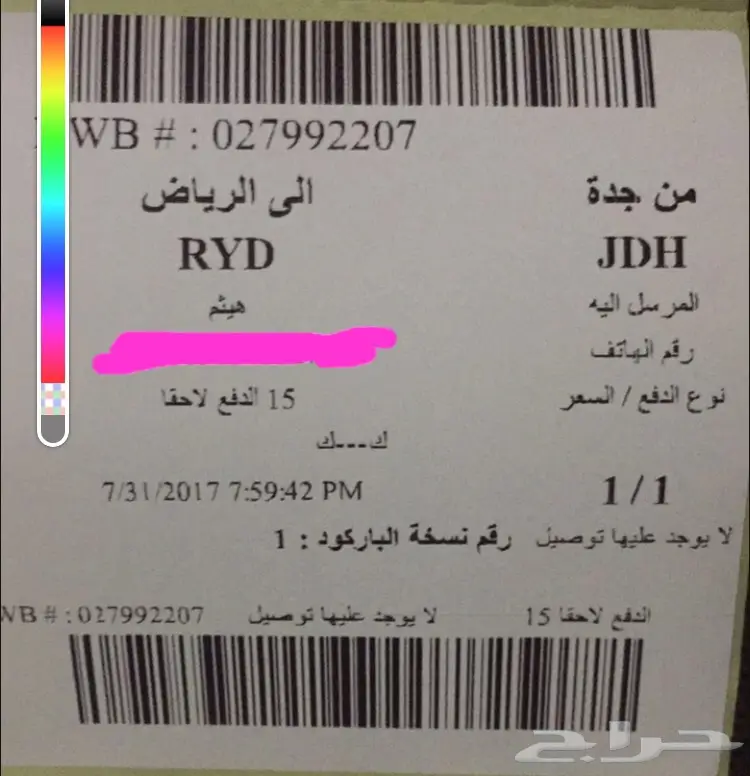 WB # : 027992207
من جدة الى الرياض
JDH RYD
المرسل اليه هيثم
رقم الهاتف
نوع الدفع / السعر 15 الدفع لاحقا
ك---ك
1 / 1 7/31/2017 7:59:42 PM
لا يوجد عليها توصيل رقم نسخة الباركود : 1
الدفع لاحقا 15 لا يوجد عليها توصيل WB # : 027992207
حراج